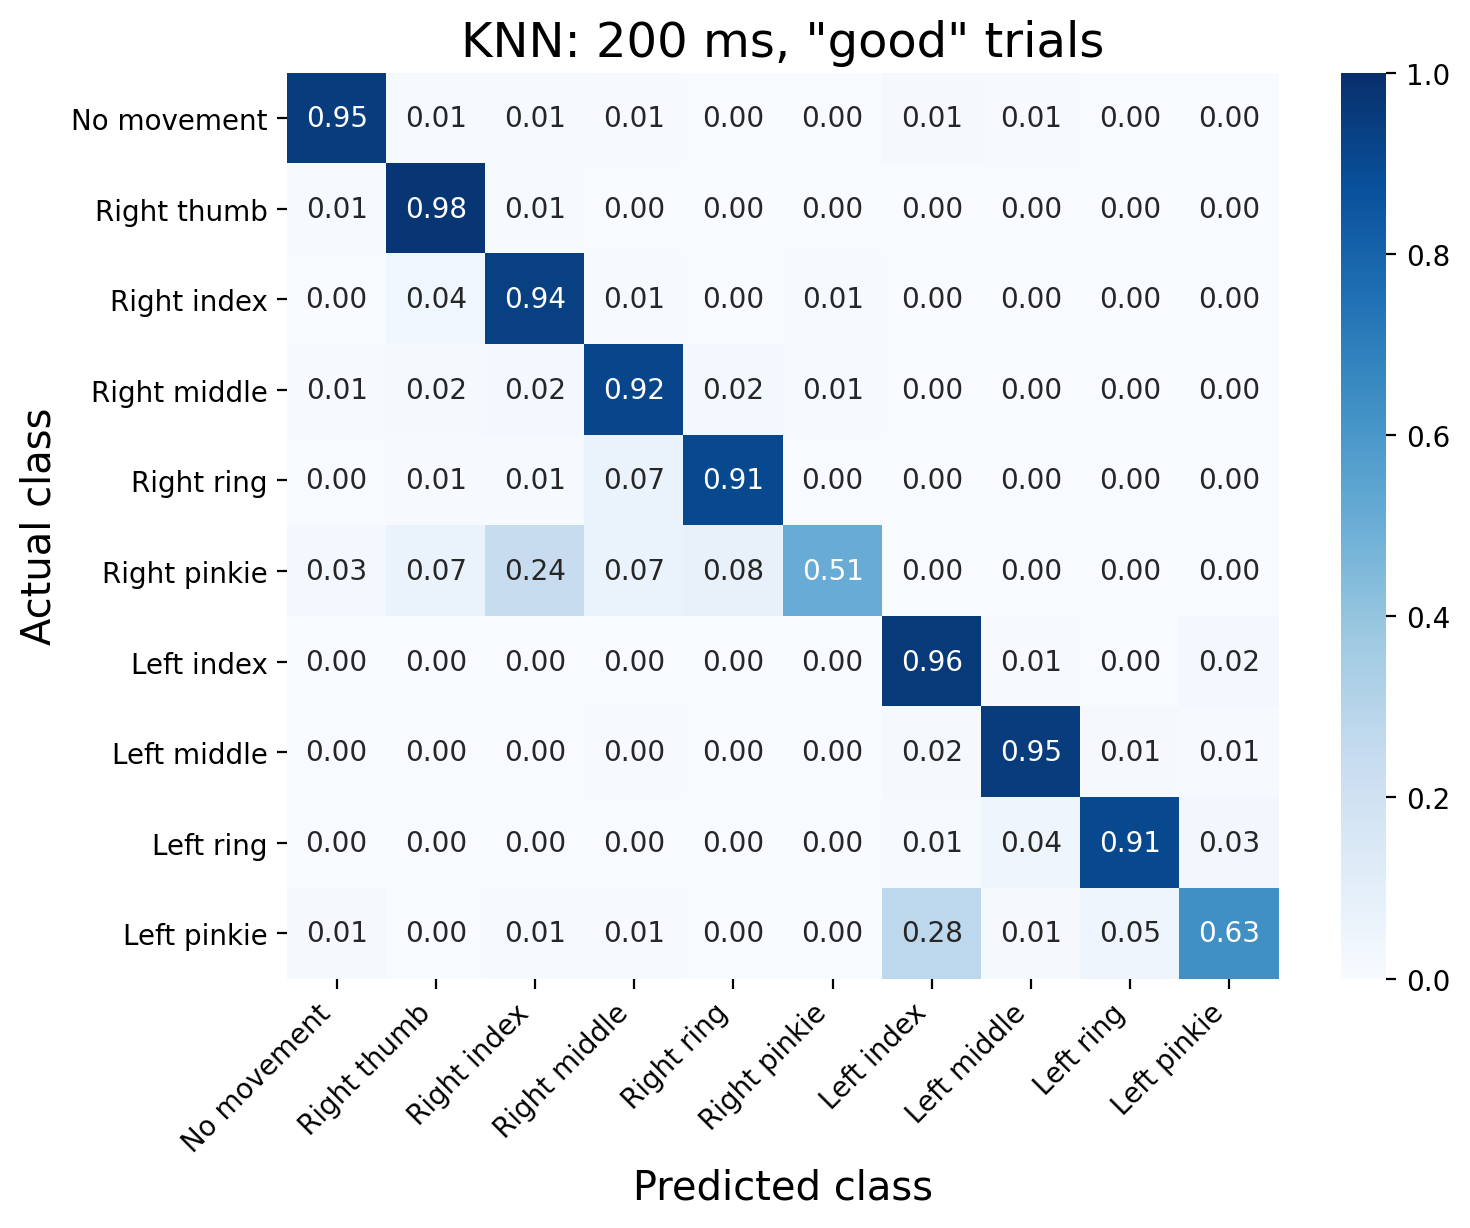 KNN: 200 ms, "good" trials
No movement 0.95 0.01 0.01 0.01 0.00 0.00 0.01 0.01 0.00 0.00
Right thumb 0.01 0.98 0.01 0.00 0.00 0.00 0.00 0.00 0.00 0.00
Right index 0.00 0.04 0.94 0.01 0.00 0.01 0.00 0.00 0.00 0.00
Right middle 0.01 0.02 0.02 0.92 0.02 0.01 0.00 0.00 0.00 0.00
Right ring 0.00 0.01 0.01 0.07 0.91 0.00 0.00 0.00 0.00 0.00
Right pinkie 0.03 0.07 0.24 0.07 0.08 0.51 0.00 0.00 0.00 0.00
Left index 0.00 0.00 0.00 0.00 0.00 0.00 0.96 0.01 0.00 0.02
Left middle 0.00 0.00 0.00 0.00 0.00 0.00 0.02 0.95 0.01 0.01
Left ring 0.00 0.00 0.00 0.00 0.00 0.00 0.01 0.04 0.91 0.03
Left pinkie 0.01 0.00 0.01 0.01 0.00 0.00 0.28 0.01 0.05 0.63
Actual class
No movement
Right thumb
Right index
Right middle
Right ring
Right pinkie
Left index
Left middle
Left ring
Left pinkie
Predicted class
1.0
0.8
0.6
0.4
0.2
0.0